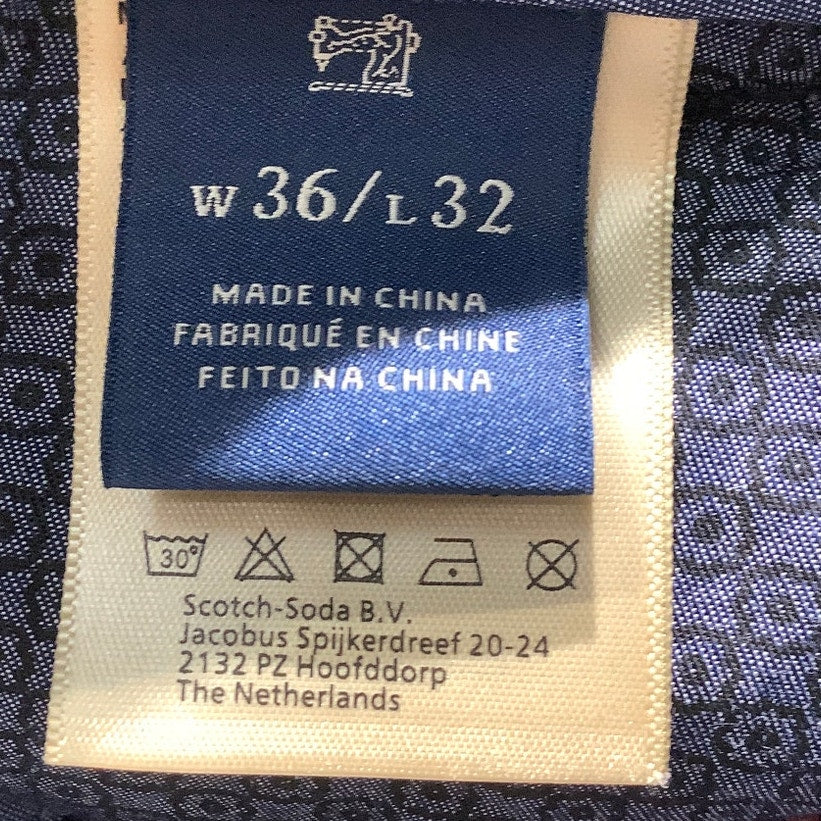 W 36/L 32
MADE IN CHINA
FABRIQUÉ EN CHINE
FEITO NA CHINA
30°
Scotch-Soda B.V.
Jacobus Spijkerdreef 20-24
2132 PZ Hoofddorp
The Netherlands